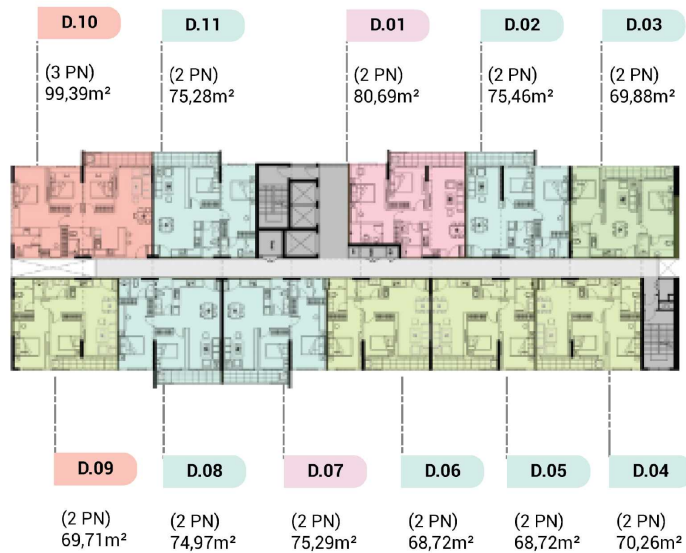 D.10
D.11
D.01
D.02
D.03
(3 PN)
99,39m²
(2 PN)
75,28m²
(2 PN)
80,69m²
(2 PN)
75,46m²
(2 PN)
69,88m²
D.09
D.08
D.07
D.06
D.05
D.04
(2 PN)
69,71m²
(2 PN)
74,97m²
(2 PN)
75,29m²
(2 PN)
68,72m²
(2 PN)
68,72m²
(2 PN)
70,26m²